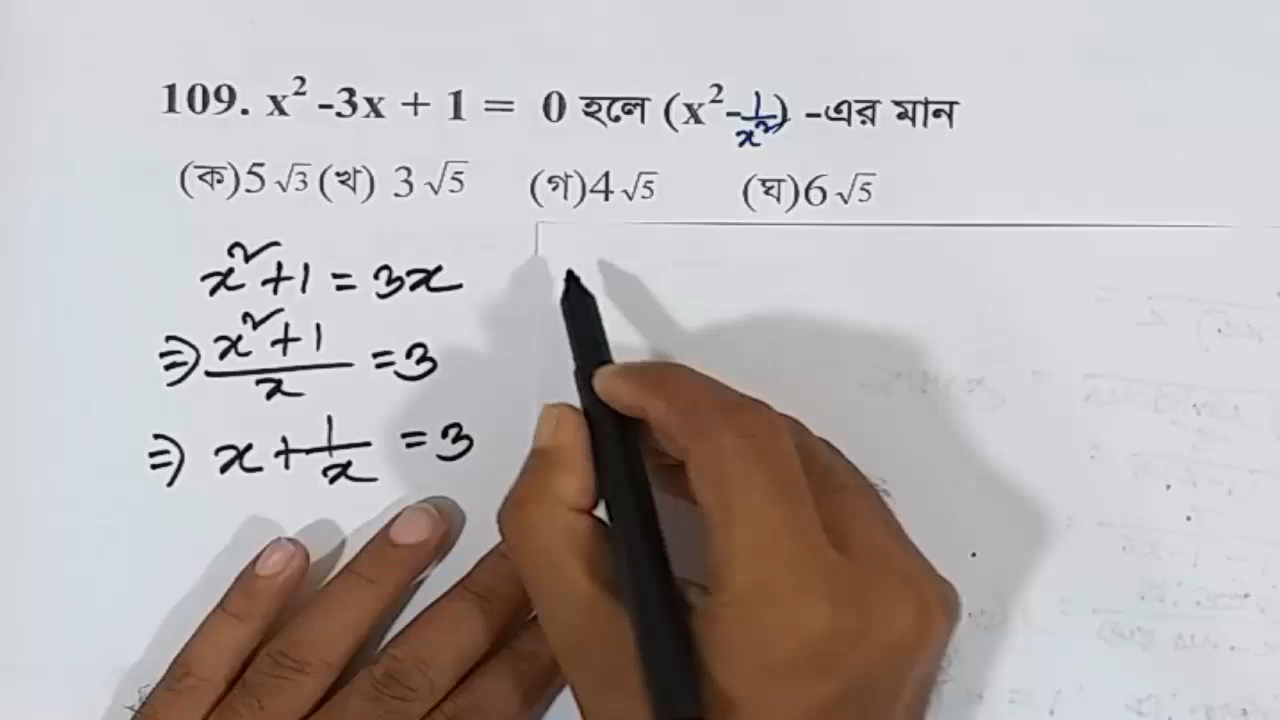 109. x² -3x + 1 = 0 হলে (x² - 1/x²) -এর মান
(ক)5√3 (খ) 3√5 (গ)4√5 (ঘ)6√5
x² + 1 = 3x
⇒ x² + 1 / x = 3
⇒ x + 1/x = 3